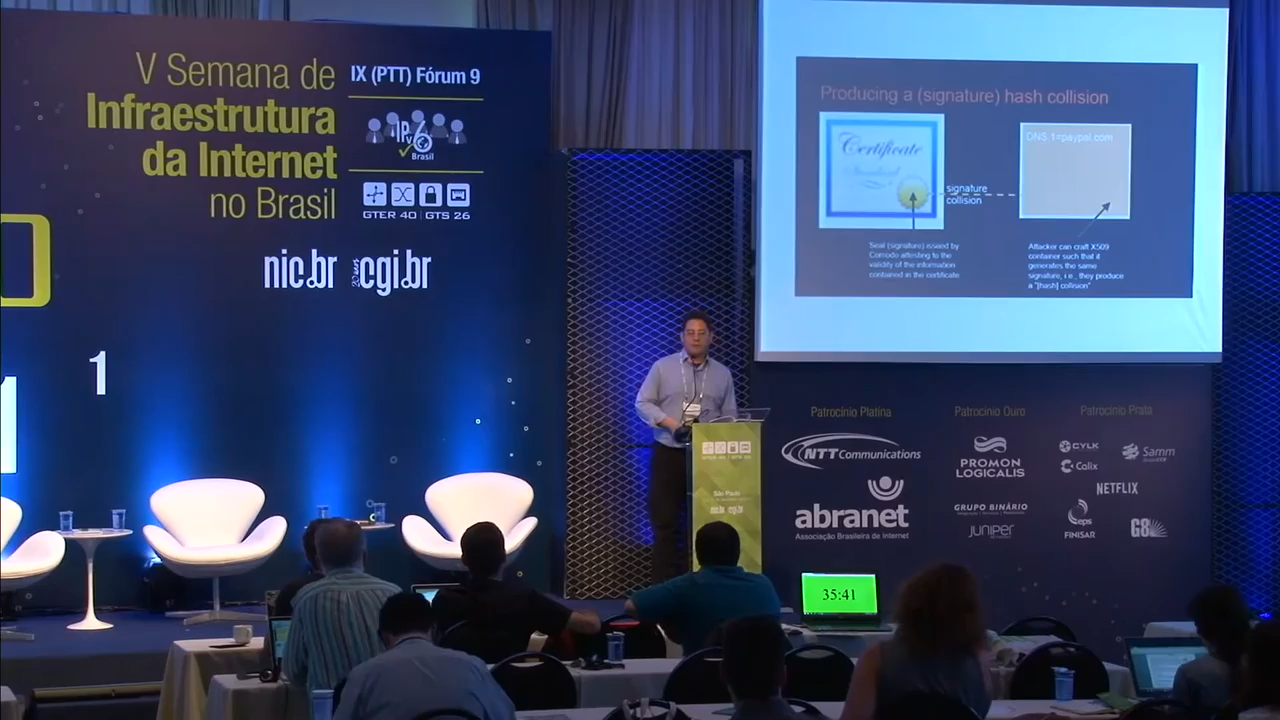 V Semana de
Infraestrutura
da Internet
no Brasil
IX (PTT) Fórum 9
IPv6
Brasil
GTER 40 GTS 26
nic.br
cgi.br
1
Producing a (signature) hash collision
Certificate
signature
collision
DNS.1=paypal.com
Seal (signature) issued by
Comodo attesting to the
validity of the information
contained in the certificate
Attacker can craft X509
container such that it
generates the same
signature, i.e., they produce
a "[hash] collision"
São Paulo
nic.br cgi.br
Patrocínio Platina
NTT Communications
abranet
Associação Brasileira de Internet
Patrocínio Ouro
PROMON
LOGICALIS
GRUPO BINÁRIO
JUNIPER
Patrocínio Prata
CYLK
Calix
Samm
NETFLIX
eps
FINISAR
G8
35:41